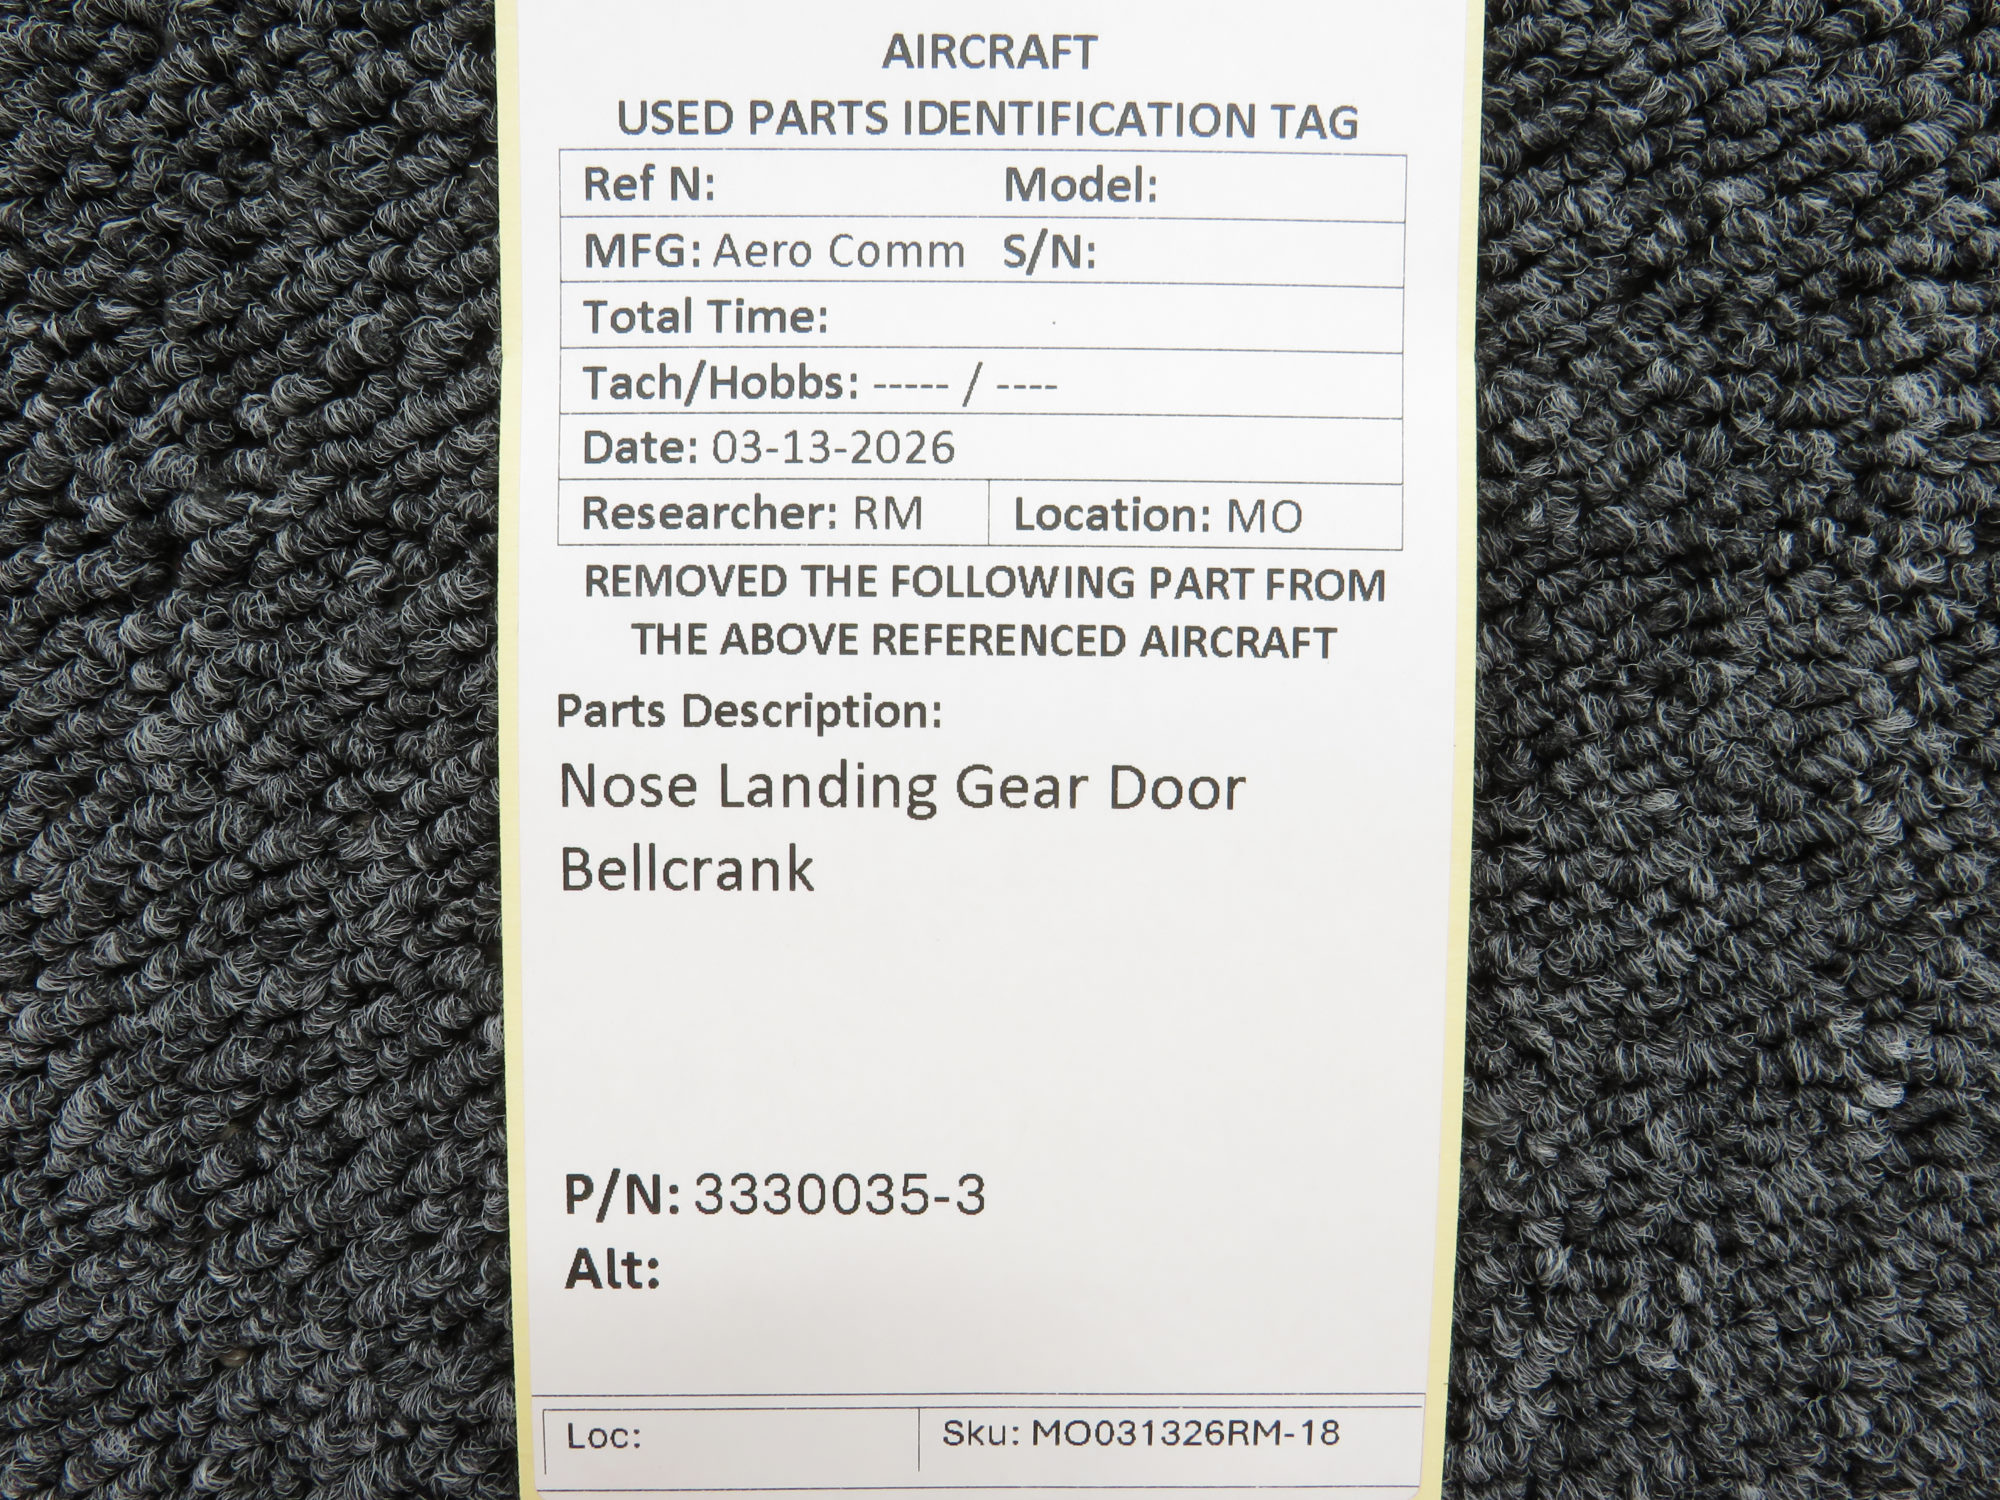 AIRCRAFT
USED PARTS IDENTIFICATION TAG
Ref N: Model:
MFG: Aero Comm S/N:
Total Time:
Tach/Hobbs: ----- / ----
Date: 03-13-2026
Researcher: RM Location: MO
REMOVED THE FOLLOWING PART FROM
THE ABOVE REFERENCED AIRCRAFT
Parts Description:
Nose Landing Gear Door
Bellcrank
P/N: 3330035-3
Alt:
Loc: Sku: MO031326RM-18